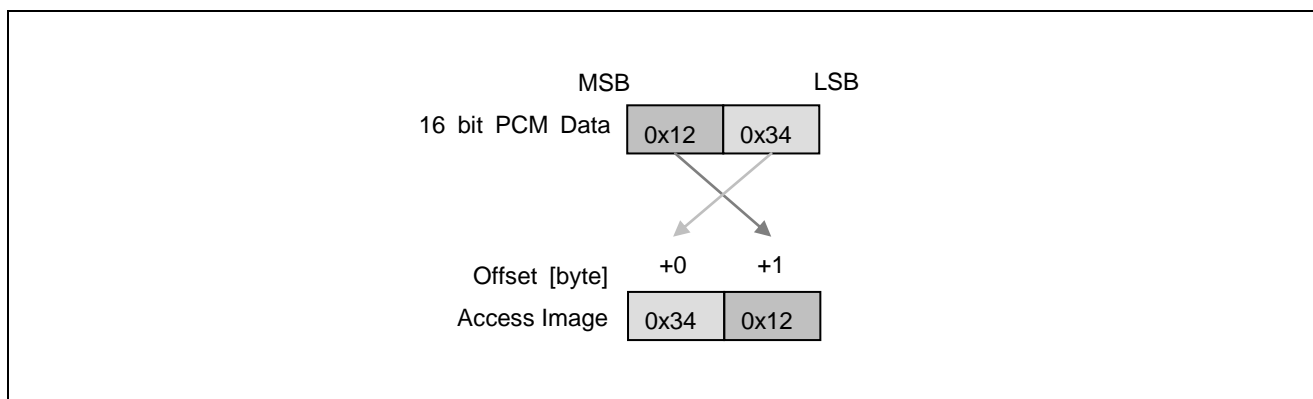 MSB LSB
16 bit PCM Data 0x12 0x34
Offset [byte] +0 +1
Access Image 0x34 0x12